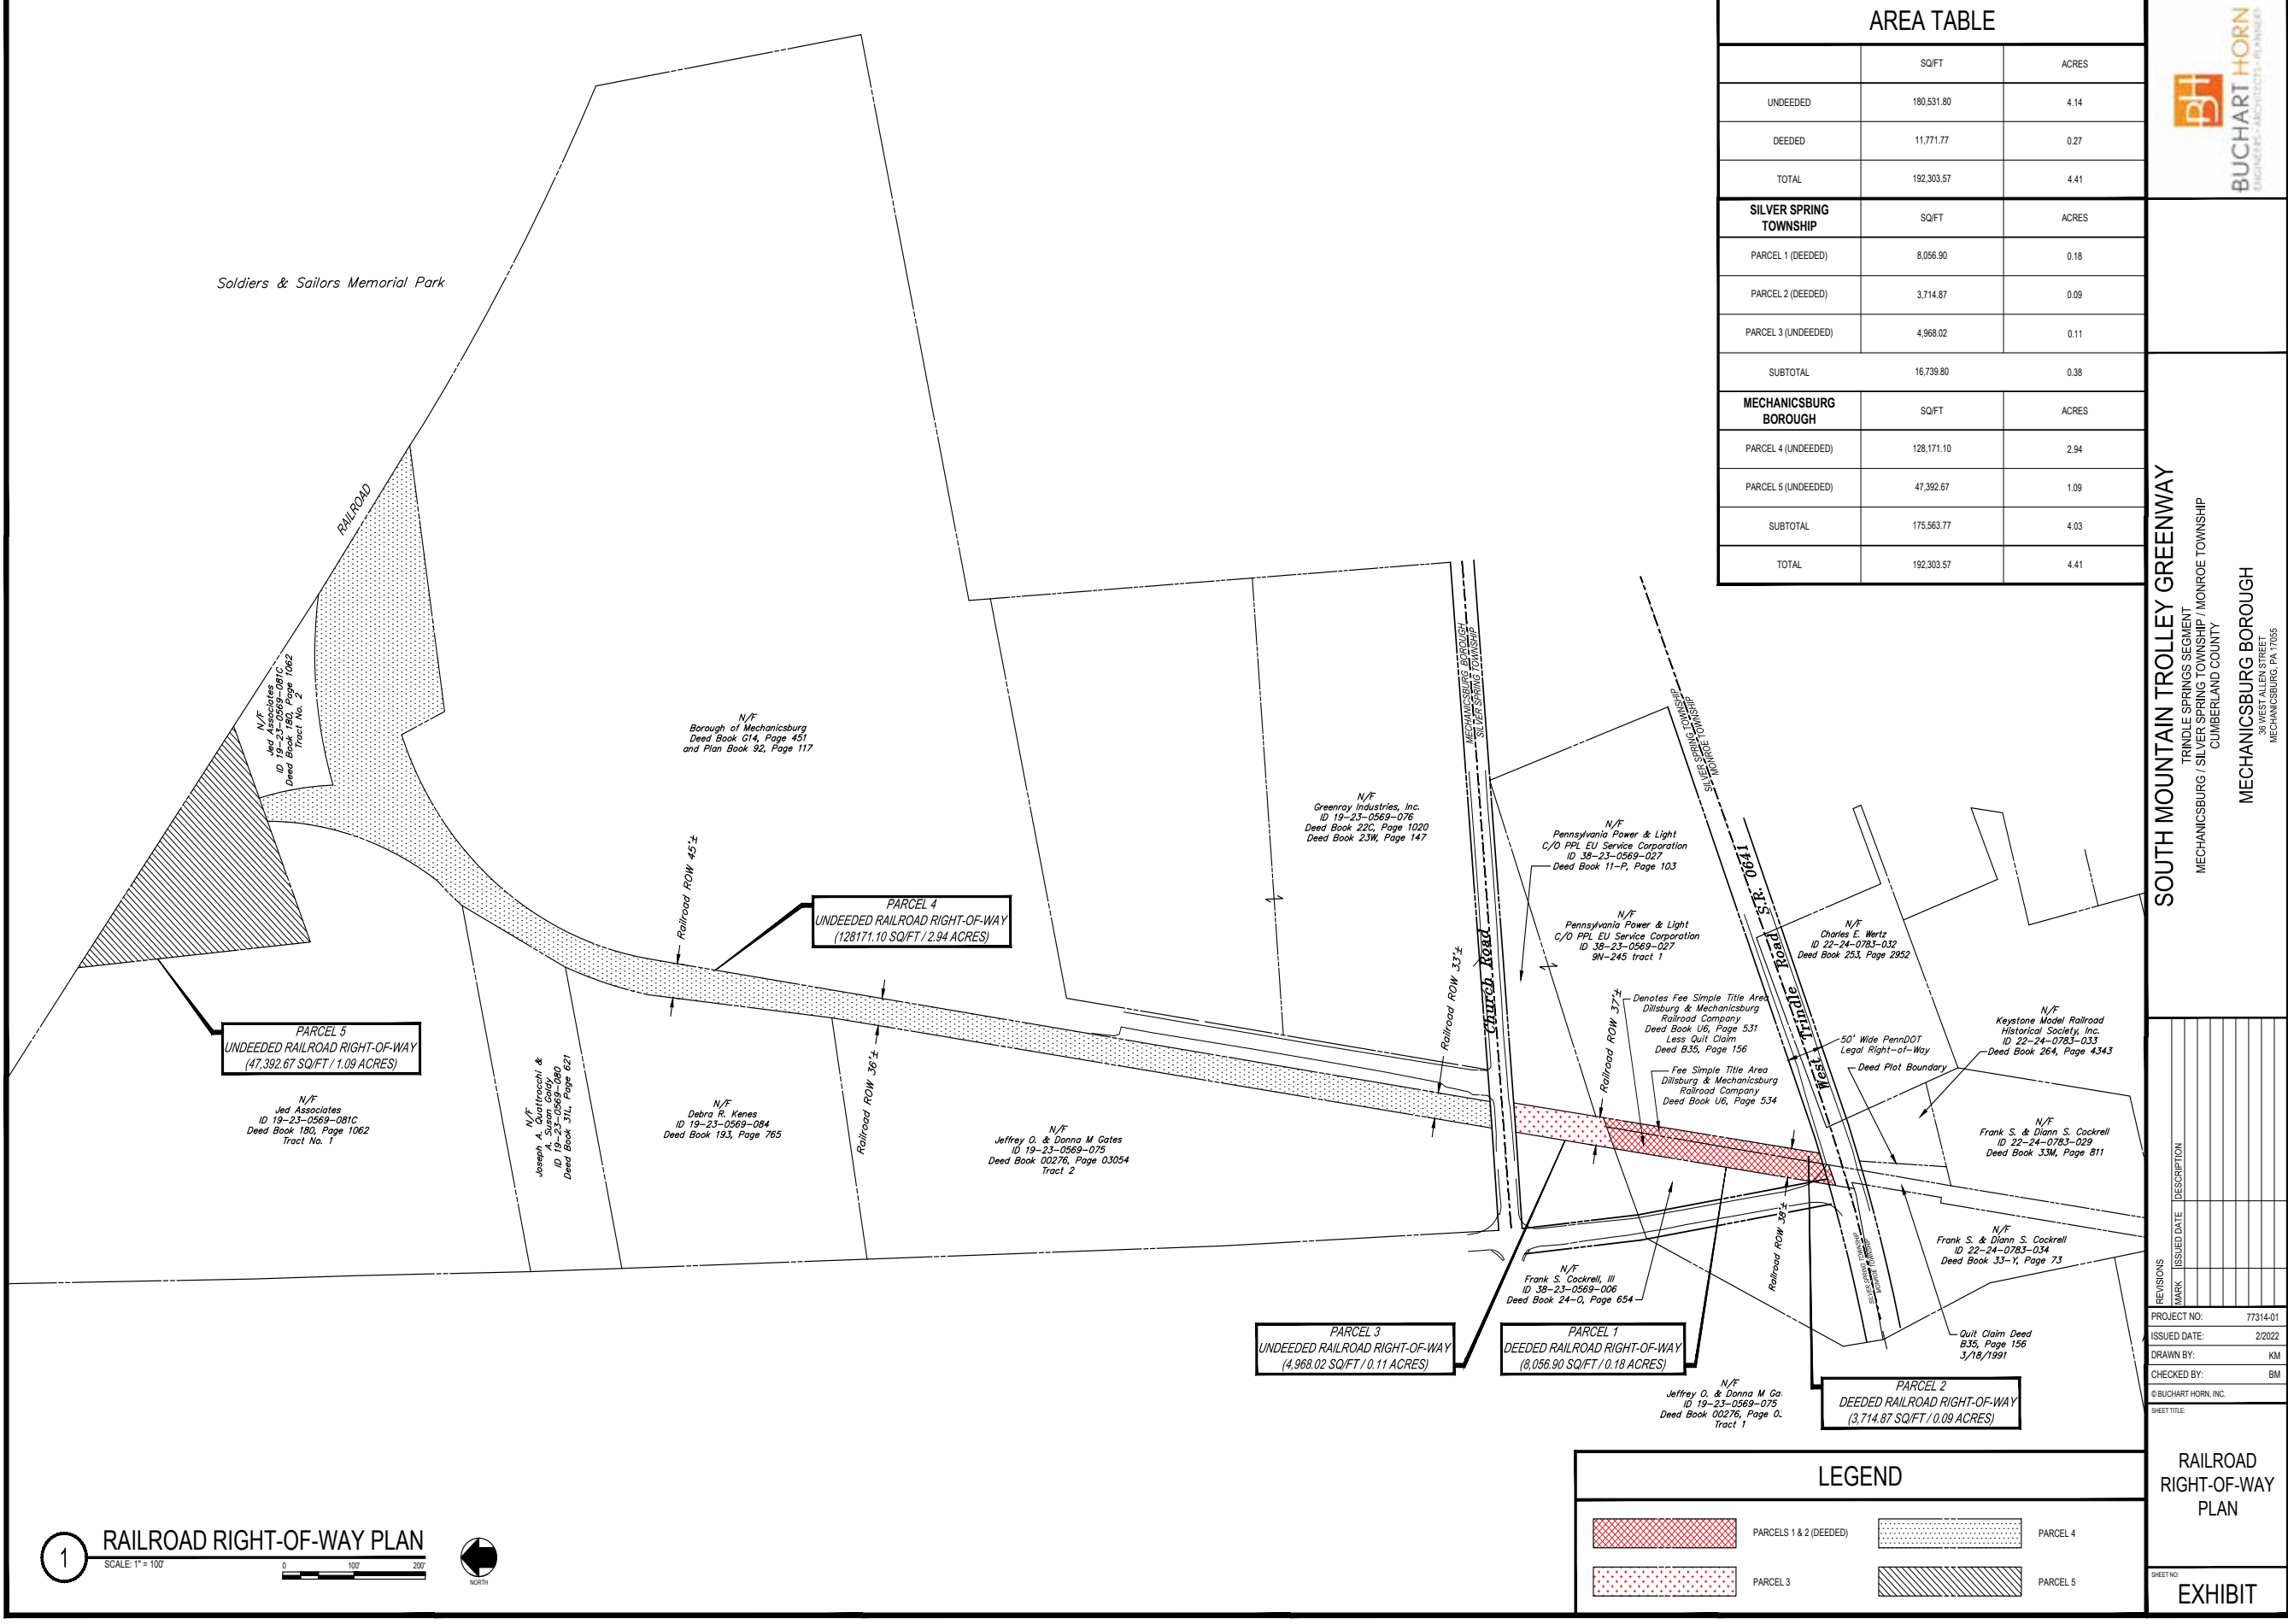 AREA TABLE
SQ/FT ACRES
UNDEEDED 180,531.80 4.14
DEEDED 11,771.77 0.27
TOTAL 192,303.57 4.41
SILVER SPRING
TOWNSHIP SQ/FT ACRES
PARCEL 1 (DEEDED) 8,056.90 0.18
PARCEL 2 (DEEDED) 3,714.87 0.09
PARCEL 3 (UNDEEDED) 4,968.02 0.11
SUBTOTAL 16,739.80 0.38
MECHANICSBURG
BOROUGH SQ/FT ACRES
PARCEL 4 (UNDEEDED) 128,171.10 2.94
PARCEL 5 (UNDEEDED) 47,392.67 1.09
SUBTOTAL 175,563.77 4.03
TOTAL 192,303.57 4.41
Soldiers & Sailors Memorial Park
RAILROAD
N/F
Jed Associates
ID 19-23-0569-081C
Deed Book 180, Page 1062
Tract No. 2
N/F
Borough of Mechanicsburg
Deed Book G14, Page 451
and Plan Book 92, Page 117
Railroad ROW 45'±
PARCEL 4
UNDEEDED RAILROAD RIGHT-OF-WAY
(128171.10 SQ/FT / 2.94 ACRES)
N/F
Greenray Industries, Inc.
ID 19-23-0569-076
Deed Book 22C, Page 1020
Deed Book 23W, Page 147
MECHANICSBURG BOROUGH
SILVER SPRING TOWNSHIP
Church Road
Railroad ROW 33'±
N/F
Pennsylvania Power & Light
C/O PPL EU Service Corporation
ID 38-23-0569-027
Deed Book 11-P, Page 103
N/F
Pennsylvania Power & Light
C/O PPL EU Service Corporation
ID 38-23-0569-027
9N-245 tract 1
SILVER SPRING TOWNSHIP
MONROE TOWNSHIP
West Trindle Road S.R. 0641
N/F
Charles E. Wertz
ID 22-24-0783-032
Deed Book 253, Page 2952
Railroad ROW 37'±
Denotes Fee Simple Title Area
Dillsburg & Mechanicsburg
Railroad Company
Deed Book U6, Page 531
Less Quit Claim
Deed B35, Page 156
Fee Simple Title Area
Dillsburg & Mechanicsburg
Railroad Company
Deed Book U6, Page 534
50' Wide PennDOT
Legal Right-of-Way
Deed Plot Boundary
N/F
Keystone Model Railroad
Historical Society, Inc.
ID 22-24-0783-033
Deed Book 264, Page 4343
N/F
Frank S. & Diann S. Cockrell
ID 22-24-0783-029
Deed Book 33M, Page 811
N/F
Frank S. & Diann S. Cockrell
ID 22-24-0783-034
Deed Book 33-Y, Page 73
Quit Claim Deed
B35, Page 156
3/18/1991
SILVER SPRING TOWNSHIP
MONROE TOWNSHIP
Railroad ROW 38'±
PARCEL 5
UNDEEDED RAILROAD RIGHT-OF-WAY
(47,392.67 SQ/FT / 1.09 ACRES)
N/F
Jed Associates
ID 19-23-0569-081C
Deed Book 180, Page 1062
Tract No. 1
N/F
Joseph A. Quattrocchi &
A. Susan Gaidy
ID 19-23-0569-080
Deed Book 31L, Page 621
N/F
Debra R. Kenes
ID 19-23-0569-084
Deed Book 193, Page 765
Railroad ROW 36'±
N/F
Jeffrey O. & Donna M Gates
ID 19-23-0569-075
Deed Book 00276, Page 03054
Tract 2
N/F
Frank S. Cockrell, III
ID 38-23-0569-006
Deed Book 24-O, Page 654
PARCEL 3
UNDEEDED RAILROAD RIGHT-OF-WAY
(4,968.02 SQ/FT / 0.11 ACRES)
PARCEL 1
DEEDED RAILROAD RIGHT-OF-WAY
(8,056.90 SQ/FT / 0.18 ACRES)
PARCEL 2
DEEDED RAILROAD RIGHT-OF-WAY
(3,714.87 SQ/FT / 0.09 ACRES)
N/F
Jeffrey O. & Donna M Ga
ID 19-23-0569-075
Deed Book 00276, Page 0
Tract 1
LEGEND
PARCELS 1 & 2 (DEEDED)
PARCEL 4
PARCEL 3
PARCEL 5
1
RAILROAD RIGHT-OF-WAY PLAN
SCALE: 1" = 100'
0 100' 200'
NORTH
BH
BUCHART HORN
ENGINEERS • ARCHITECTS • PLANNERS
SOUTH MOUNTAIN TROLLEY GREENWAY
TRINDLE SPRINGS SEGMENT
MECHANICSBURG / SILVER SPRING TOWNSHIP / MONROE TOWNSHIP
CUMBERLAND COUNTY
MECHANICSBURG BOROUGH
36 WEST ALLEN STREET
MECHANICSBURG, PA 17055
REVISIONS
MARK ISSUED DATE DESCRIPTION
PROJECT NO: 77314-01
ISSUED DATE: 2/2022
DRAWN BY: KM
CHECKED BY: BM
© BUCHART HORN, INC.
SHEET TITLE:
RAILROAD
RIGHT-OF-WAY
PLAN
SHEET NO:
EXHIBIT